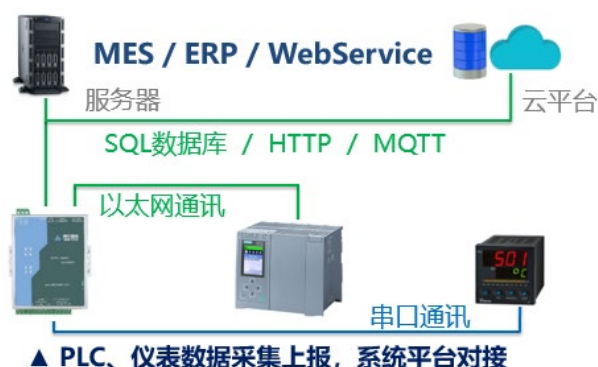 MES / ERP / WebService
服务器
云平台
SQL数据库 / HTTP / MQTT
以太网通讯
501
°C
串口通讯
▲ PLC、仪表数据采集上报，系统平台对接